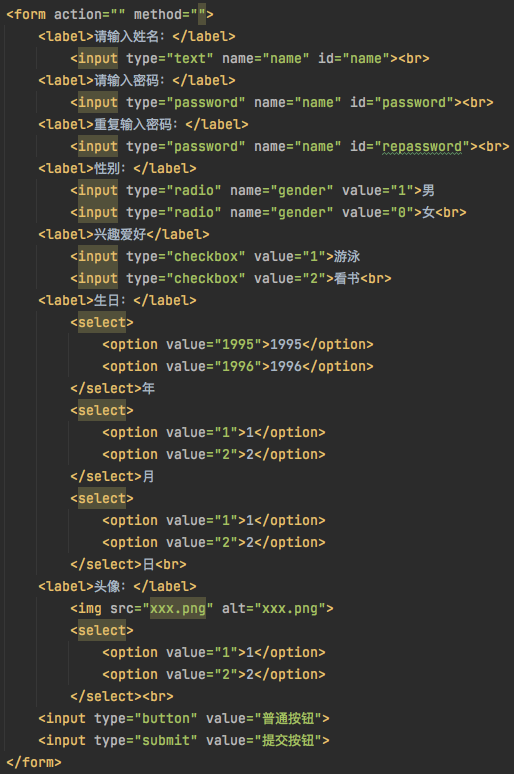 <form action="" method="">
<label>请输入姓名：</label>
<input type="text" name="name" id="name"><br>
<label>请输入密码：</label>
<input type="password" name="name" id="password"><br>
<label>重复输入密码：</label>
<input type="password" name="name" id="repassword"><br>
<label>性别：</label>
<input type="radio" name="gender" value="1">男
<input type="radio" name="gender" value="0">女<br>
<label>兴趣爱好</label>
<input type="checkbox" value="1">游泳
<input type="checkbox" value="2">看书<br>
<label>生日：</label>
<select>
<option value="1995">1995</option>
<option value="1996">1996</option>
</select>年
<select>
<option value="1">1</option>
<option value="2">2</option>
</select>月
<select>
<option value="1">1</option>
<option value="2">2</option>
</select>日<br>
<label>头像：</label>
<img src="xxx.png" alt="xxx.png">
<select>
<option value="1">1</option>
<option value="2">2</option>
</select><br>
<input type="button" value="普通按钮">
<input type="submit" value="提交按钮">
</form>